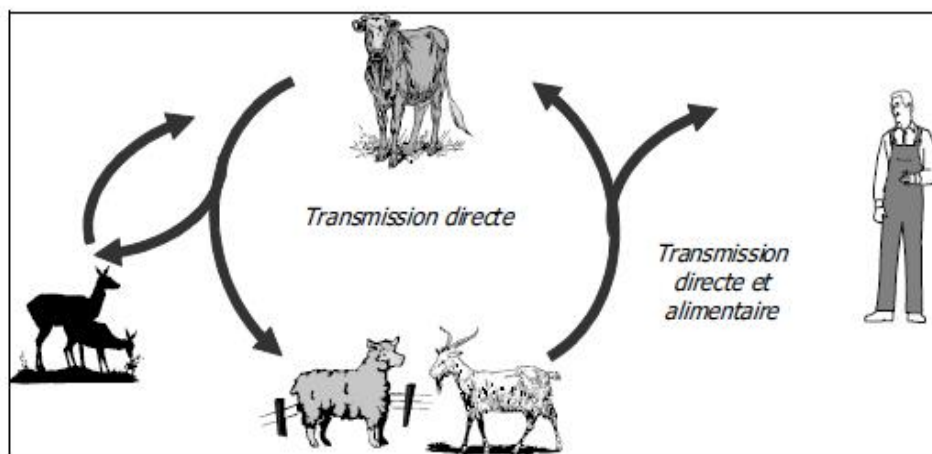 Transmission directe
Transmission
directe et
alimentaire